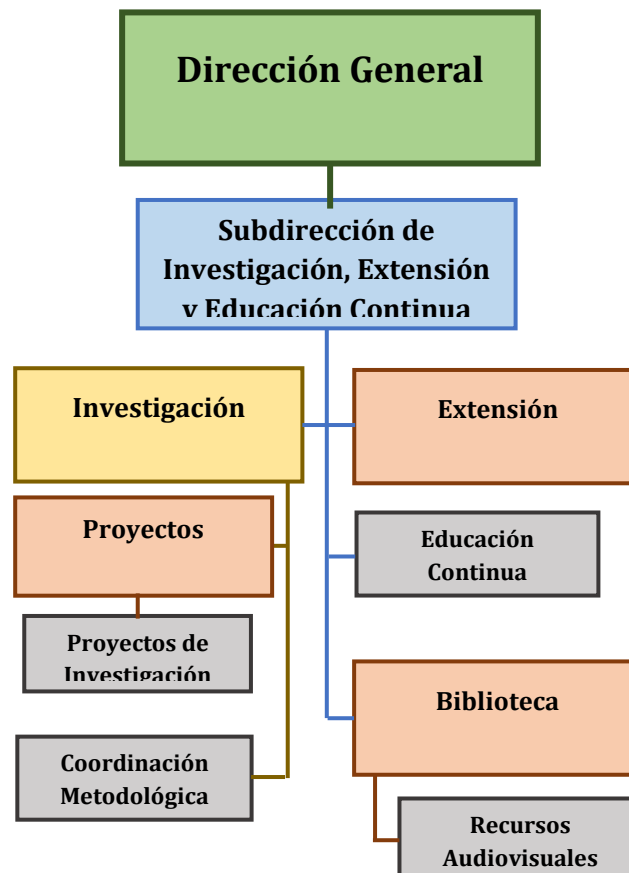 Dirección General
Subdirección de
Investigación, Extensión
y Educación Continua
Investigación
Extensión
Proyectos
Educación
Continua
Proyectos de
Investigación
Biblioteca
Coordinación
Metodológica
Recursos
Audiovisuales